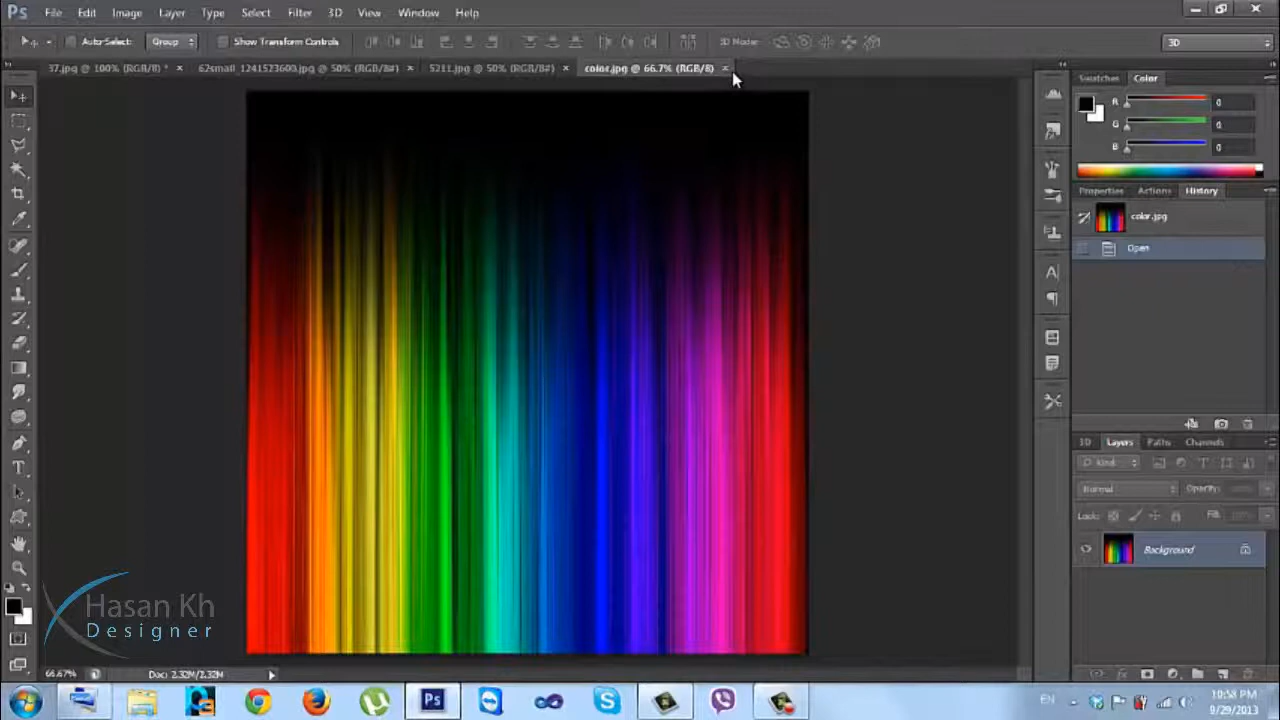 Ps File Edit Image Layer Type Select Filter 3D View Window Help
Auto-Select: Group Show Transform Controls 3D Mode: 3D
37.jpg @ 100% (RGB/8) * × 62small_1241523600.jpg @ 50% (RGB/8#) × 5211.jpg @ 50% (RGB/8#) × color.jpg @ 66.7% (RGB/8) ×
Swatches Color
R 0
G 0
B 0
Properties Actions History
color.jpg
Open
3D Layers Paths Channels
Kind
Normal Opacity:
Lock: Fill:
Background
Hasan Kh
Designer
66.67% Doc: 2.32M/2.32M
EN 10:58 PM
9/29/2013